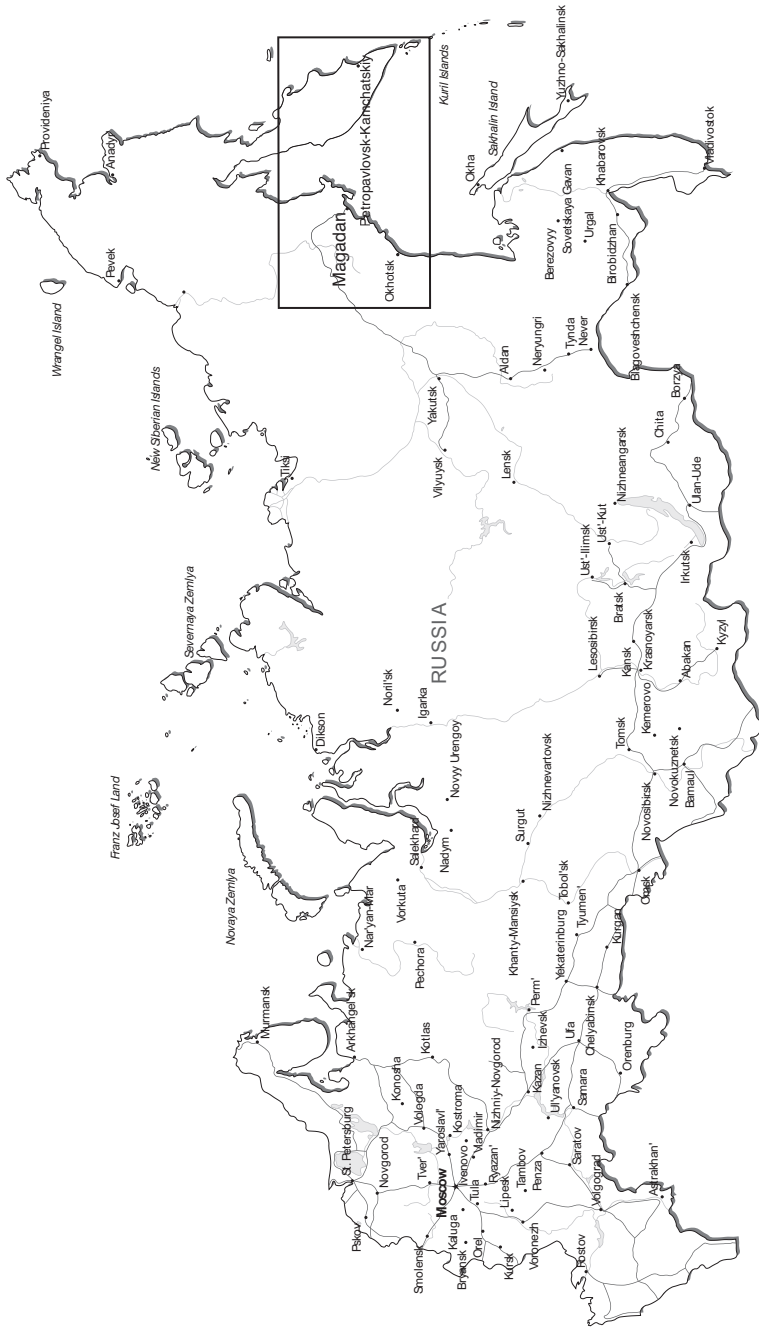 Provideniya
Anadyr
Pevek
Wrangel Island
New Siberian Islands
Tiksi
Severnaya Zemlya
Dikson
Franz Josef Land
Novaya Zemlya
Murmansk
Arkhangel'sk
Nar'yan-Mar
Vorkuta
Pechora
Salekhard
Nadym
Novyy Urengoy
Noril'sk
Igarka
RUSSIA
Magadan
Petropavlovsk-Kamchatskiy
Okhotsk
Kuril Islands
Sakhalin Island
Okha
Yuzhno-Sakhalinsk
Vladivostok
Khabarovsk
Sovetskaya Gavan
Berezovyy
Urgal
Birobidzhan
Blagoveshchensk
Never
Tynda
Neryungri
Aldan
Yakutsk
Vilyuysk
Lensk
Borzya
Chita
Ulan-Ude
Nizhneangarsk
Ust'-Kut
Ust'-Ilimsk
Bratsk
Irkutsk
Lesosibirsk
Kansk
Krasnoyarsk
Abakan
Kyzyl
Kemerovo
Tomsk
Novokuznetsk
Barnaul
Novosibirsk
Nizhnevartovsk
Surgut
Khanty-Mansiysk
Tobol'sk
Tyumen'
Omsk
Kurgan
Yekaterinburg
Chelyabinsk
Perm'
Izhevsk
Ufa
Orenburg
Kazan
Ul'yanovsk
Samara
Nizhniy-Novgorod
Kotlas
Konosha
Vologda
Kostroma
Yaroslavl'
Ivenovo
Vladimir
St. Petersburg
Novgorod
Pskov
Tver'
Moscow
Smolensk
Kaluga
Bryansk
Tula
Orel
Kursk
Ryazan'
Lipesk
Tambov
Penza
Voronezh
Saratov
Volgograd
Rostov
Astrakhan'